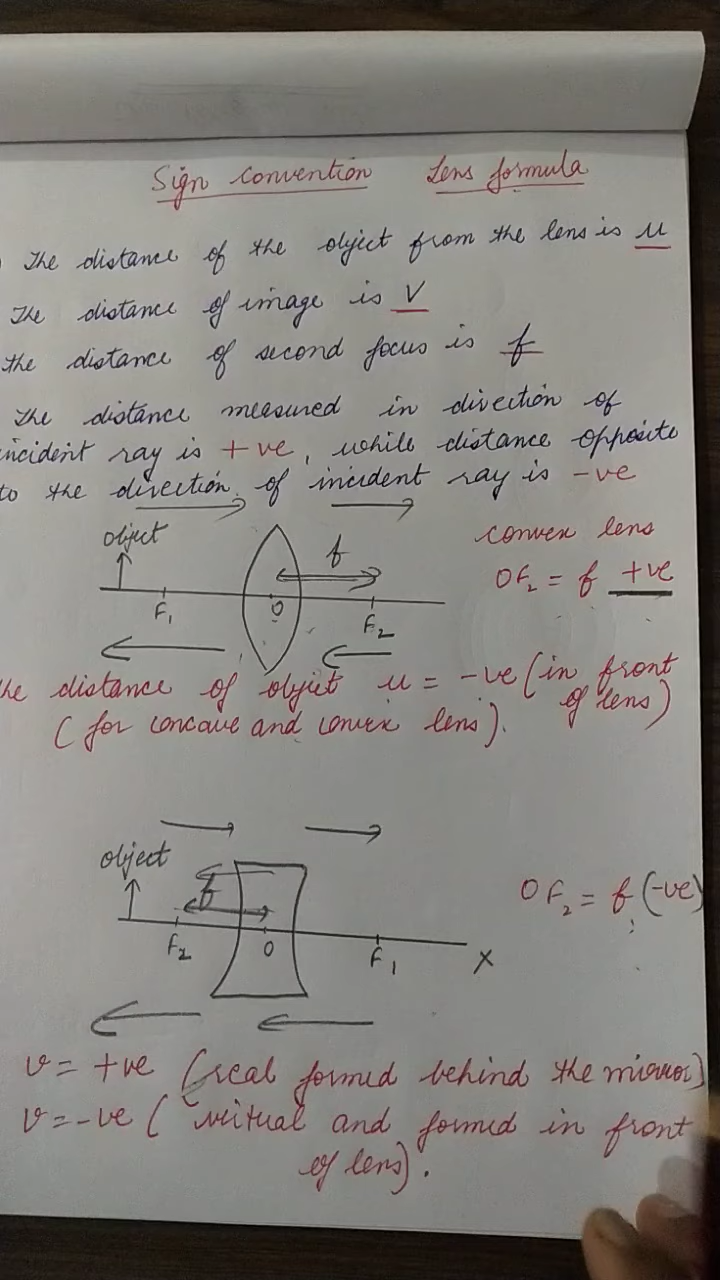 Sign convention Lens formula
The distance of the object from the lens is u
The distance of image is V
the distance of second focus is f
The distance measured in direction of
incident ray is +ve, while distance opposite
to the direction of incident ray is -ve
object
f
convex lens
OF₂ = f +ve
F₁
O
F₂
he distance of object u = -ve (in front
of lens)
(for concave and convex lens).
object
f
OF₂ = f (-ve)
F₂
O
F₁
X
v = +ve (real formed behind the mirror)
v = -ve ( virtual and formed in front
of lens).